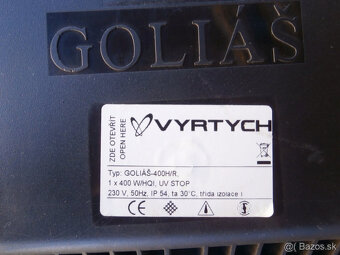 GOLIÁŠ
ZDE OTEVŘÍT
OPEN HERE
VYRTYCH
Typ: GOLIÁŠ-400H/R,
1 x 400 W/HQI, UV STOP
230 V, 50Hz, IP 54, ta 30°C, třída izolace I
Bazos.sk